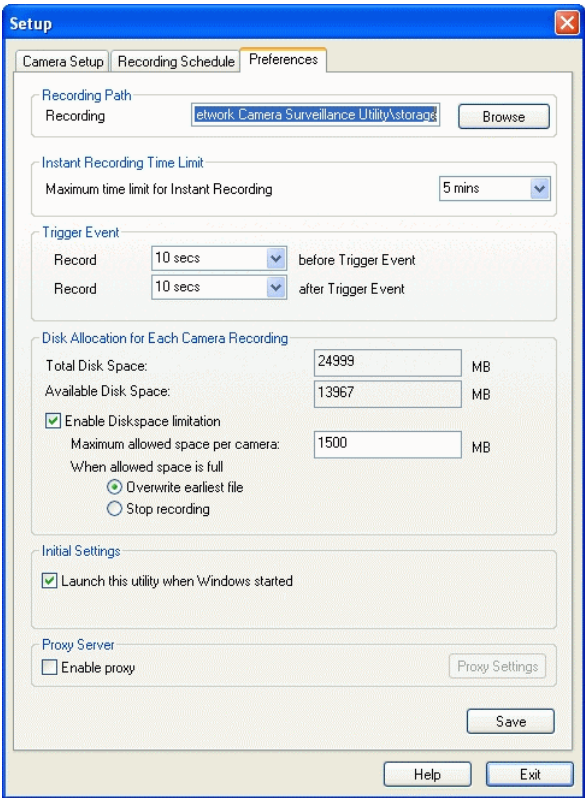 Setup
Camera Setup Recording Schedule Preferences
Recording Path
Recording etwork Camera Surveillance Utility\storage Browse
Instant Recording Time Limit
Maximum time limit for Instant Recording 5 mins
Trigger Event
Record 10 secs before Trigger Event
Record 10 secs after Trigger Event
Disk Allocation for Each Camera Recording
Total Disk Space: 24999 MB
Available Disk Space: 13967 MB
Enable Diskspace limitation
Maximum allowed space per camera: 1500 MB
When allowed space is full
Overwrite earliest file
Stop recording
Initial Settings
Launch this utility when Windows started
Proxy Server
Enable proxy Proxy Settings
Save
Help Exit